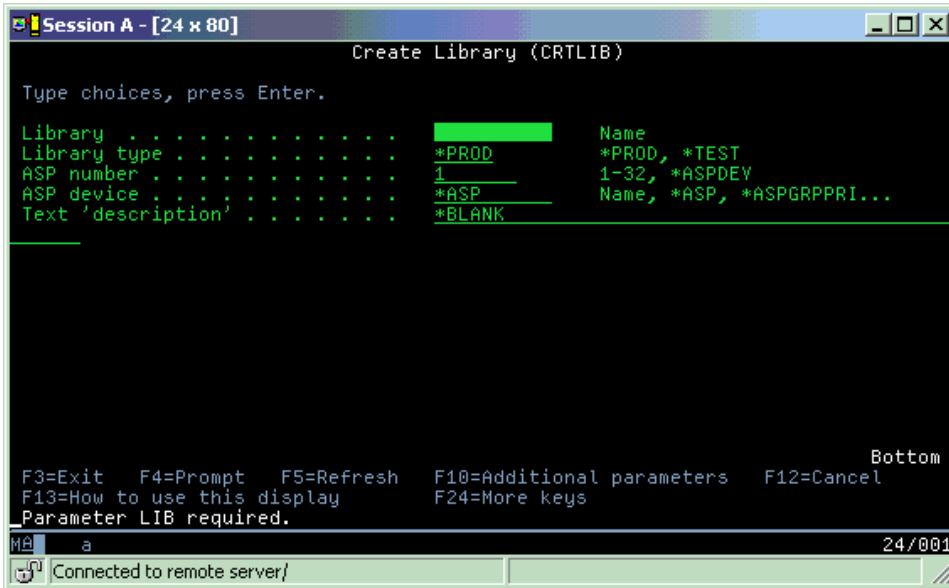 Session A - [24 x 80]
Create Library (CRTLIB)
Type choices, press Enter.
Library . . . . . . . . . . . . Name
Library type . . . . . . . . . . *PROD *PROD, *TEST
ASP number . . . . . . . . . . . 1 1-32, *ASPDEV
ASP device . . . . . . . . . . . *ASP Name, *ASP, *ASPGRPPRI...
Text 'description' . . . . . . . *BLANK
Bottom
F3=Exit F4=Prompt F5=Refresh F10=Additional parameters F12=Cancel
F13=How to use this display F24=More keys
Parameter LIB required.
MA a 24/001
Connected to remote server/